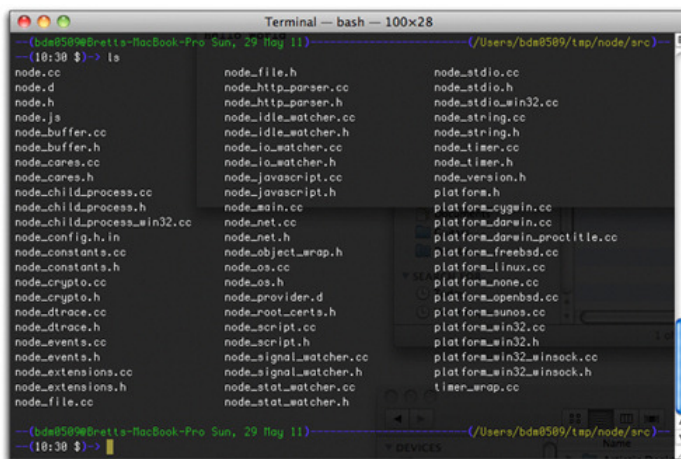 Terminal — bash — 100×28
--(bdm0509@Bretts-MacBook-Pro Sun, 29 May 11)-- --(/Users/bdm0509/tmp/node/src)--
--(10:30 $)-> ls
node.cc node_file.h node_stdio.cc
node.d node_http_parser.cc node_stdio.h
node.h node_http_parser.h node_stdio_win32.cc
node.js node_idle_watcher.cc node_string.cc
node_buffer.cc node_idle_watcher.h node_string.h
node_buffer.h node_io_watcher.cc node_timer.cc
node_cares.cc node_io_watcher.h node_timer.h
node_cares.h node_javascript.cc node_version.h
node_child_process.cc node_javascript.h platform.h
node_child_process.h node_main.cc platform_cygwin.cc
node_child_process_win32.cc node_net.cc platform_darwin.cc
node_config.h.in node_net.h platform_darwin_proctitle.cc
node_constants.cc node_object_wrap.h platform_freebsd.cc
node_constants.h node_os.cc platform_linux.cc
node_crypto.cc node_os.h platform_none.cc
node_crypto.h node_provider.d platform_openbsd.cc
node_dtrace.cc node_root_certs.h platform_sunos.cc
node_dtrace.h node_script.cc platform_win32.cc
node_events.cc node_script.h platform_win32.h
node_events.h node_signal_watcher.cc platform_win32_winsock.cc
node_extensions.cc node_signal_watcher.h platform_win32_winsock.h
node_extensions.h node_stat_watcher.cc timer_wrap.cc
node_file.cc node_stat_watcher.h
--(bdm0509@Bretts-MacBook-Pro Sun, 29 May 11)-- --(/Users/bdm0509/tmp/node/src)--
--(10:30 $)->
DEVICES
Name